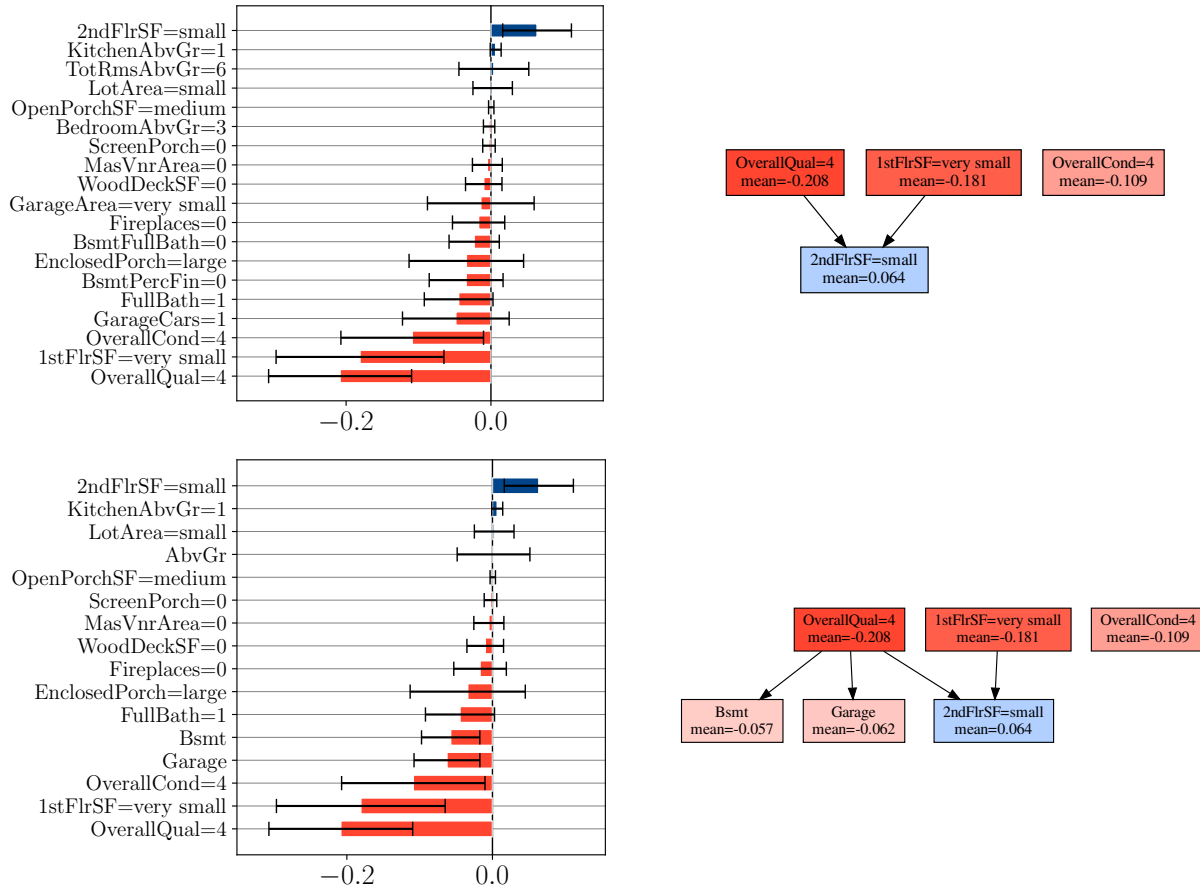 2ndFlrSF=small
KitchenAbvGr=1
TotRmsAbvGr=6
LotArea=small
OpenPorchSF=medium
BedroomAbvGr=3
ScreenPorch=0
MasVnrArea=0
WoodDeckSF=0
GarageArea=very small
Fireplaces=0
BsmtFullBath=0
EnclosedPorch=large
BsmtPercFin=0
FullBath=1
GarageCars=1
OverallCond=4
1stFlrSF=very small
OverallQual=4
−0.2 0.0
OverallQual=4
mean=-0.208
1stFlrSF=very small
mean=-0.181
OverallCond=4
mean=-0.109
2ndFlrSF=small
mean=0.064
2ndFlrSF=small
KitchenAbvGr=1
LotArea=small
AbvGr
OpenPorchSF=medium
ScreenPorch=0
MasVnrArea=0
WoodDeckSF=0
Fireplaces=0
EnclosedPorch=large
FullBath=1
Bsmt
Garage
OverallCond=4
1stFlrSF=very small
OverallQual=4
−0.2 0.0
OverallQual=4
mean=-0.208
1stFlrSF=very small
mean=-0.181
OverallCond=4
mean=-0.109
Bsmt
mean=-0.057
Garage
mean=-0.062
2ndFlrSF=small
mean=0.064